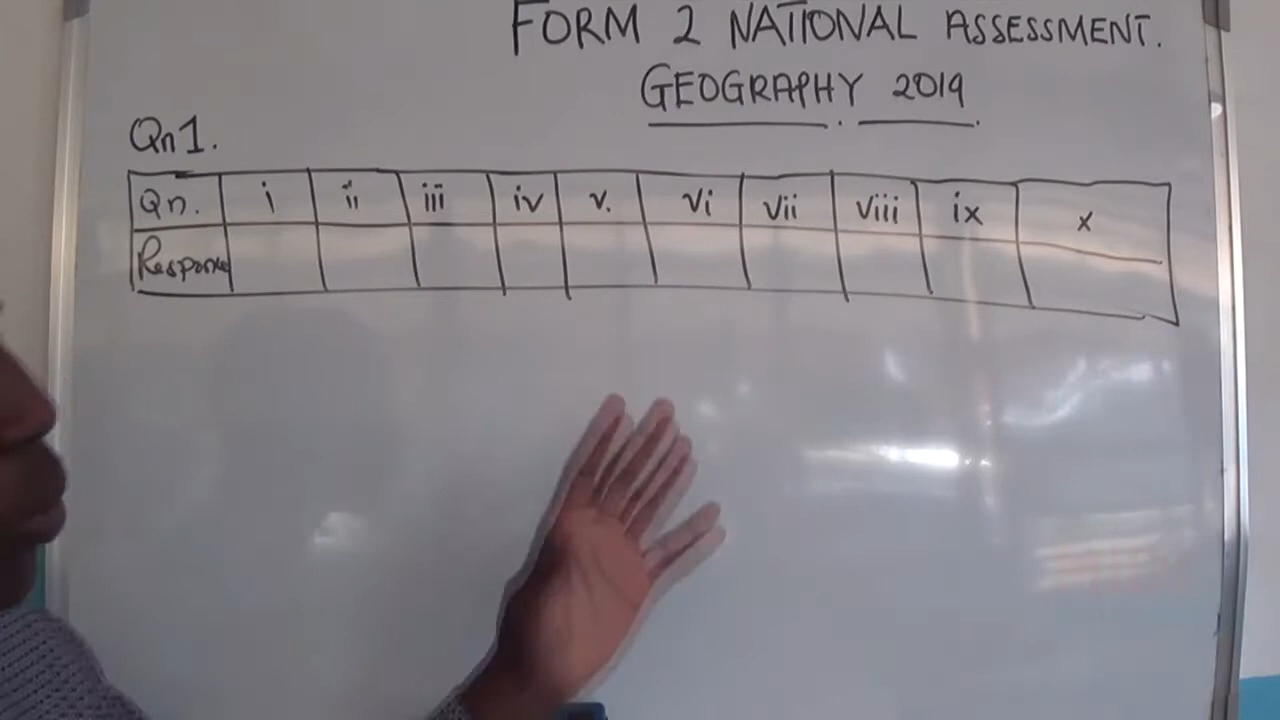 FORM 2 NATIONAL ASSESSMENT.
GEOGRAPHY 2019
Qn1.
Qn. i ii iii iv v. vi vii viii ix x
Response